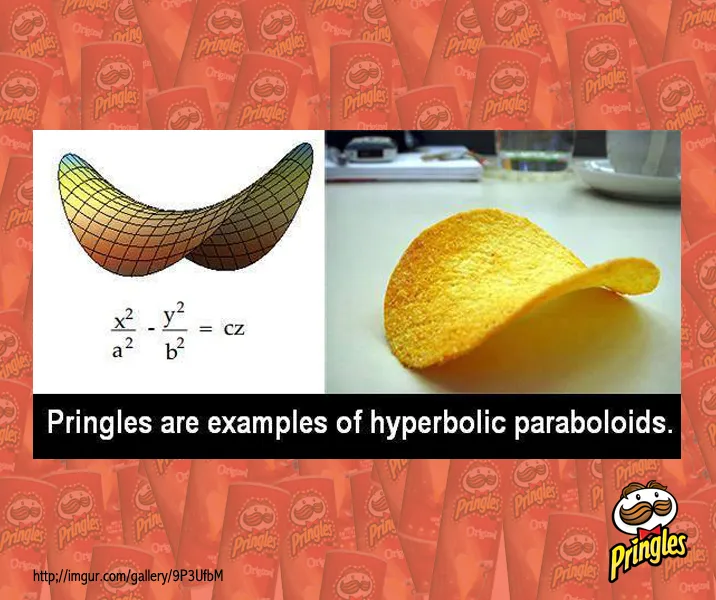 x²/a² - y²/b² = cz
Pringles are examples of hyperbolic paraboloids.
Pringles
http;//imgur.com/gallery/9P3UfbM